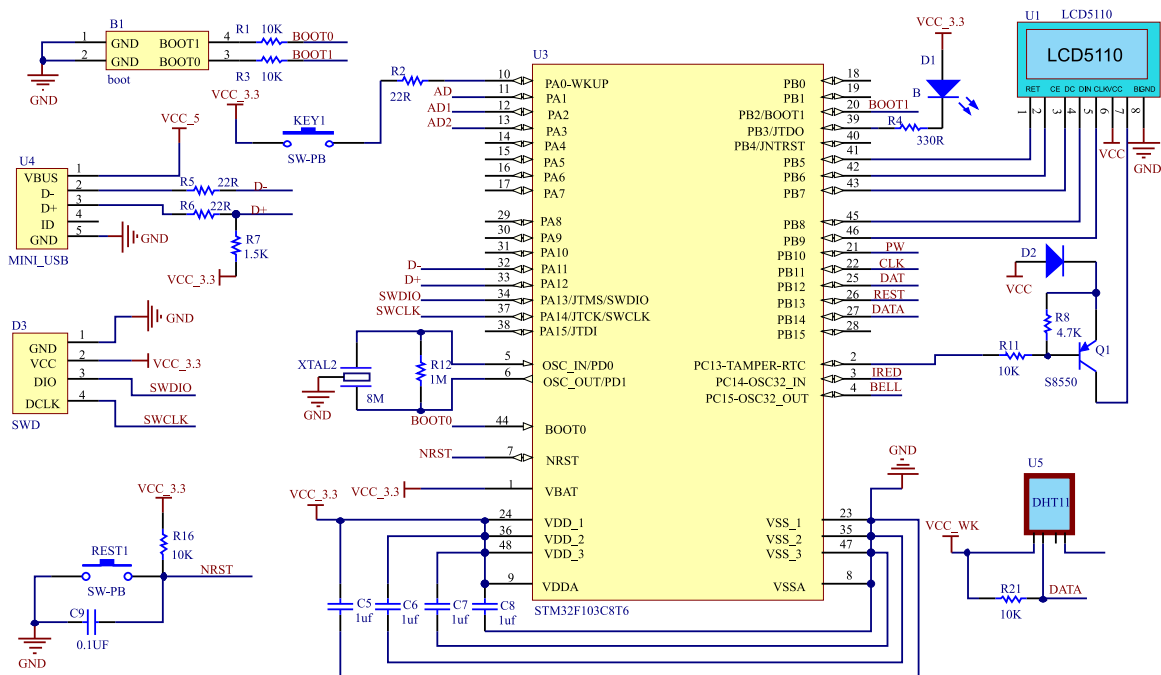 B1
1 GND BOOT1 4
2 GND BOOT0 3
boot
R1 10K BOOT0
R3 10K BOOT1
GND
VCC_3.3
KEY1
SW-PB
R2
22R
VCC_5
U4
VBUS 1
D- 2
D+ 3
ID 4
GND 5
MINI_USB
R5 22R D-
R6 22R D+
GND
R7
1.5K
VCC_3.3
D3
GND 1
VCC 2
DIO 3
DCLK 4
SWD
GND
VCC_3.3
SWDIO
SWCLK
VCC_3.3
R16
10K
REST1
SW-PB
NRST
C9
0.1UF
GND
U3
10 PA0-WKUP
AD 11 PA1
AD1 12 PA2
AD2 13 PA3
14 PA4
15 PA5
16 PA6
17 PA7
29 PA8
30 PA9
31 PA10
D- 32 PA11
D+ 33 PA12
SWDIO 34 PA13/JTMS/SWDIO
SWCLK 37 PA14/JTCK/SWCLK
38 PA15/JTDI
5 OSC_IN/PD0
6 OSC_OUT/PD1
BOOT0 44 BOOT0
NRST 7 NRST
VCC_3.3 1 VBAT
VCC_3.3
24 VDD_1
36 VDD_2
48 VDD_3
9 VDDA
XTAL2
8M
R12
1M
GND
PB0 18
PB1 19
PB2/BOOT1 20 BOOT1
PB3/JTDO 39
PB4/JNTRST 40
PB5 41
PB6 42
PB7 43
PB8 45
PB9 46
PB10 21 PW
PB11 22 CLK
PB12 25 DAT
PB13 26 REST
PB14 27 DATA
PB15 28
PC13-TAMPER-RTC 2
PC14-OSC32_IN 3 IRED
PC15-OSC32_OUT 4 BELL
VSS_1 23
VSS_2 35
VSS_3 47
VSSA 8
STM32F103C8T6
GND
C5
1uf
C6
1uf
C7
1uf
C8
1uf
VCC_3.3
D1
B
R4
330R
U1 LCD5110
LCD5110
RET CE DC DIN CLKVCC BIGND
1 2 3 4 5 6 7 8
VCC
GND
D2
VCC
R8
4.7K
R11
10K
Q1
S8550
U5
DHT11
VCC_WK
R21
10K
DATA